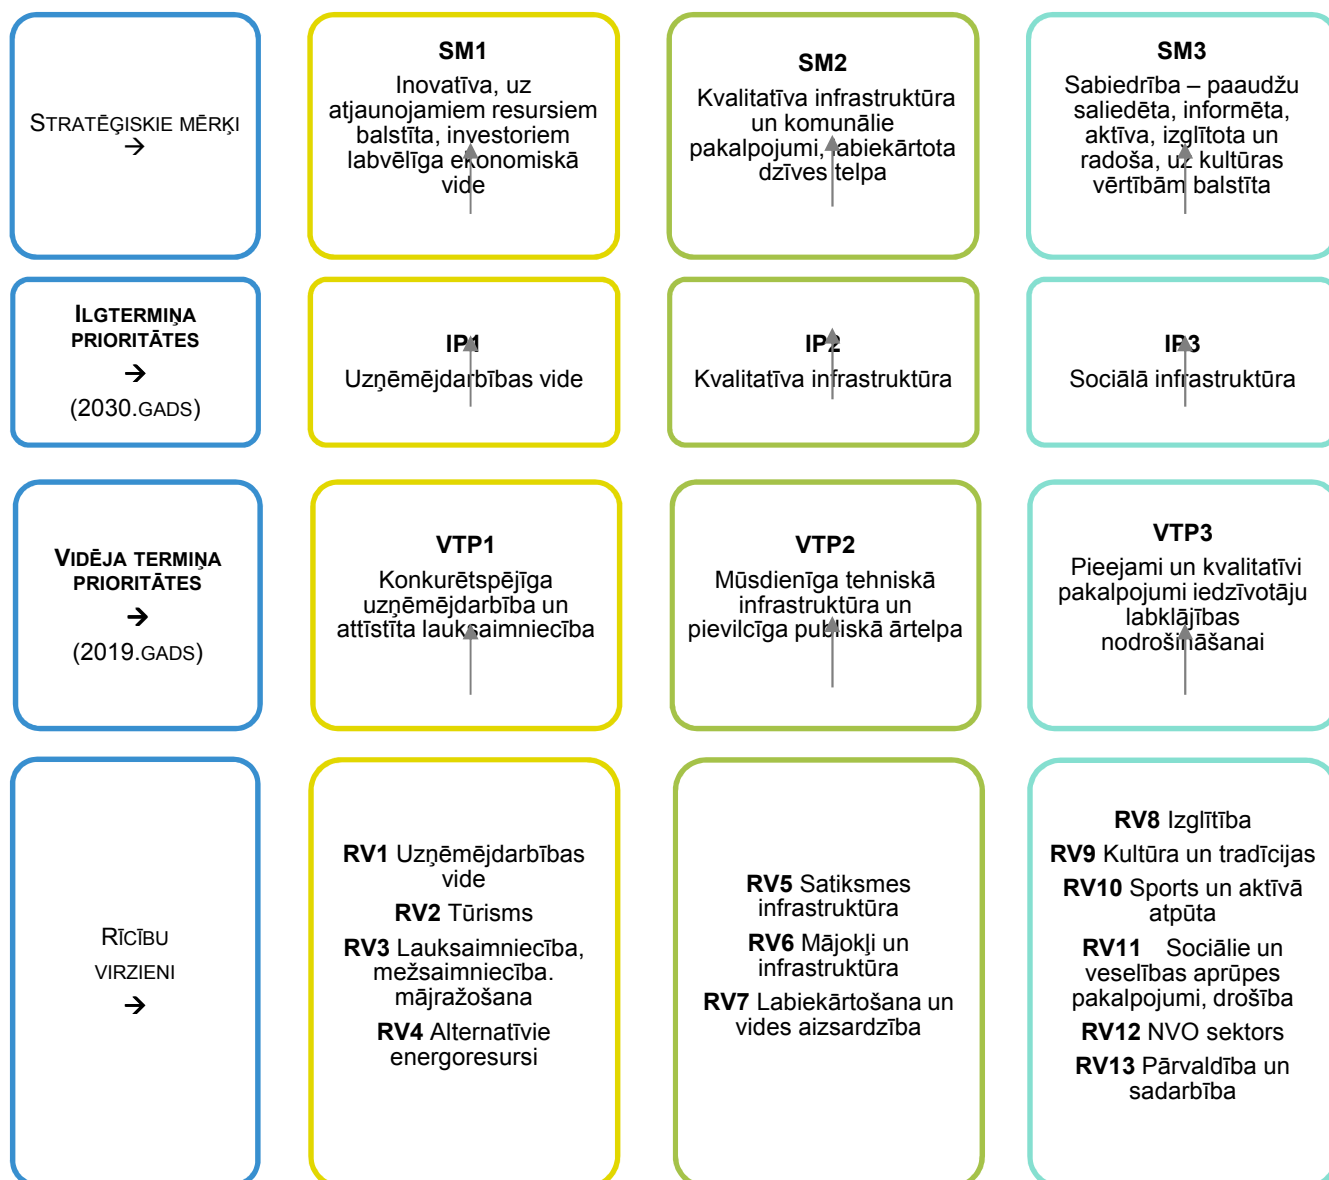 STRATĒĢISKIE MĒRĶI
→
SM1
Inovatīva, uz
atjaunojamiem resursiem
balstīta, investoriem
labvēlīga ekonomiskā
vide
SM2
Kvalitatīva infrastruktūra
un komunālie
pakalpojumi, labiekārtota
dzīves telpa
SM3
Sabiedrība – paaudžu
saliedēta, informēta,
aktīva, izglītota un
radoša, uz kultūras
vērtībām balstīta
ILGTERMIŅA
PRIORITĀTES
→
(2030.GADS)
IP1
Uzņēmējdarbības vide
IP2
Kvalitatīva infrastruktūra
IP3
Sociālā infrastruktūra
VIDĒJA TERMIŅA
PRIORITĀTES
→
(2019.GADS)
VTP1
Konkurētspējīga
uzņēmējdarbība un
attīstīta lauksaimniecība
VTP2
Mūsdienīga tehniskā
infrastruktūra un
pievilcīga publiskā ārtelpa
VTP3
Pieejami un kvalitatīvi
pakalpojumi iedzīvotāju
labklājības
nodrošināšanai
RĪCĪBU
VIRZIENI
→
RV1 Uzņēmējdarbības
vide
RV2 Tūrisms
RV3 Lauksaimniecība,
mežsaimniecība.
mājražošana
RV4 Alternatīvie
energoresursi
RV5 Satiksmes
infrastruktūra
RV6 Mājokļi un
infrastruktūra
RV7 Labiekārtošana un
vides aizsardzība
RV8 Izglītība
RV9 Kultūra un tradīcijas
RV10 Sports un aktīvā
atpūta
RV11 Sociālie un
veselības aprūpes
pakalpojumi, drošība
RV12 NVO sektors
RV13 Pārvaldība un
sadarbība